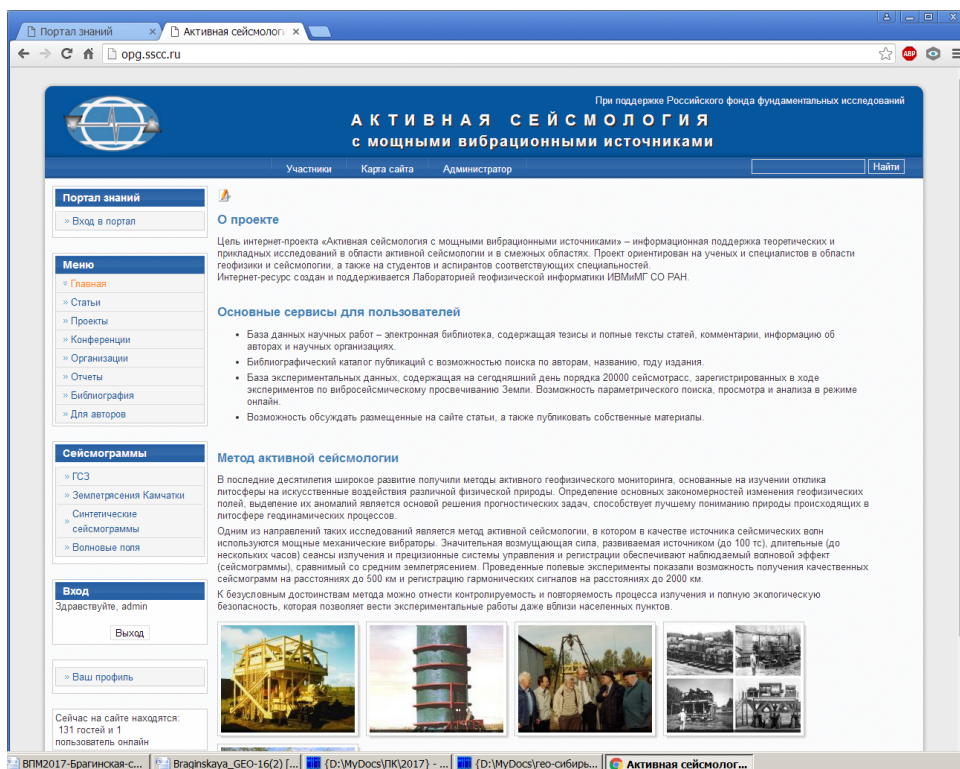 Портал знаний
Активная сейсмологи
opg.sscc.ru
ABP
При поддержке Российского фонда фундаментальных исследований
АКТИВНАЯ СЕЙСМОЛОГИЯ
с мощными вибрационными источниками
Участники Карта сайта Администратор Найти
Портал знаний
» Вход в портал
Меню
Главная
» Статьи
» Проекты
» Конференции
» Организации
» Отчеты
» Библиография
» Для авторов
Сейсмограммы
» ГСЗ
» Землетрясения Камчатки
» Синтетические
сейсмограммы
» Волновые поля
Вход
Здравствуйте, admin
Выход
» Ваш профиль
Сейчас на сайте находятся:
131 гостей и 1
пользователь онлайн
О проекте
Цель интернет-проекта «Активная сейсмология с мощными вибрационными источниками» – информационная поддержка теоретических и
прикладных исследований в области активной сейсмологии и в смежных областях. Проект ориентирован на ученых и специалистов в области
геофизики и сейсмологии, а также на студентов и аспирантов соответствующих специальностей.
Интернет-ресурс создан и поддерживается Лабораторией геофизической информатики ИВМиМГ СО РАН.
Основные сервисы для пользователей
• База данных научных работ – электронная библиотека, содержащая тезисы и полные тексты статей, комментарии, информацию об
авторах и научных организациях.
• Библиографический каталог публикаций с возможностью поиска по авторам, названию, году издания.
• База экспериментальных данных, содержащая на сегодняшний день порядка 20000 сейсмотрасс, зарегистрированных в ходе
экспериментов по вибросейсмическому просвечиванию Земли. Возможность параметрического поиска, просмотра и анализа в режиме
онлайн.
• Возможность обсуждать размещенные на сайте статьи, а также публиковать собственные материалы.
Метод активной сейсмологии
В последние десятилетия широкое развитие получили методы активного геофизического мониторинга, основанные на изучении отклика
литосферы на искусственные воздействия различной физической природы. Определение основных закономерностей изменения геофизических
полей, выделение их аномалий является основой решения прогностических задач, способствует лучшему пониманию природы происходящих в
литосфере геодинамических процессов.
Одним из направлений таких исследований является метод активной сейсмологии, в котором в качестве источника сейсмических волн
используются мощные механические вибраторы. Значительная возмущающая сила, развиваемая источником (до 100 тс), длительные (до
нескольких часов) сеансы излучения и прецизионные системы управления и регистрации обеспечивают наблюдаемый волновой эффект
(сейсмограммы), сравнимый со средним землетрясением. Проведенные полевые эксперименты показали возможность получения качественных
сейсмограмм на расстояниях до 500 км и регистрацию гармонических сигналов на расстояниях до 2000 км.
К безусловным достоинствам метода можно отнести контролируемость и повторяемость процесса излучения и полную экологическую
безопасность, которая позволяет вести экспериментальные работы даже вблизи населенных пунктов.
ВПМ2017-Брагинская-с... Braginskaya_GEO-16(2) [... {D:\MyDocs\ПК\2017} - ... {D:\MyDocs\гео-сибирь... Активная сейсмолог...